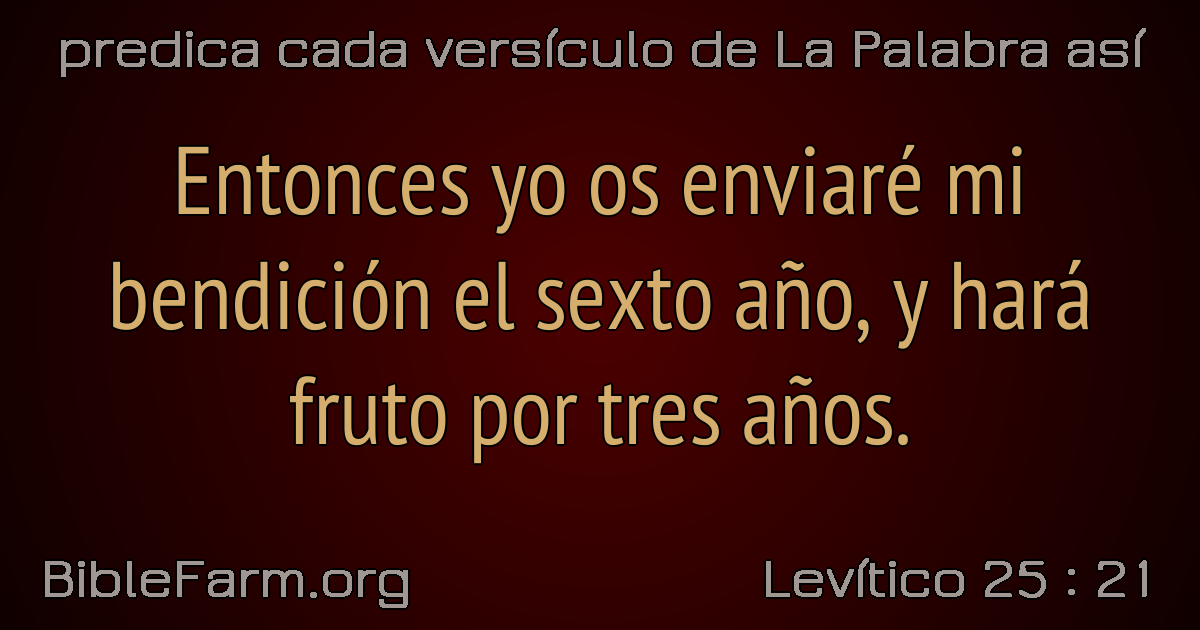 predica cada versículo de La Palabra así
Entonces yo os enviaré mi
bendición el sexto año, y hará
fruto por tres años.
BibleFarm.org
Levítico 25 : 21